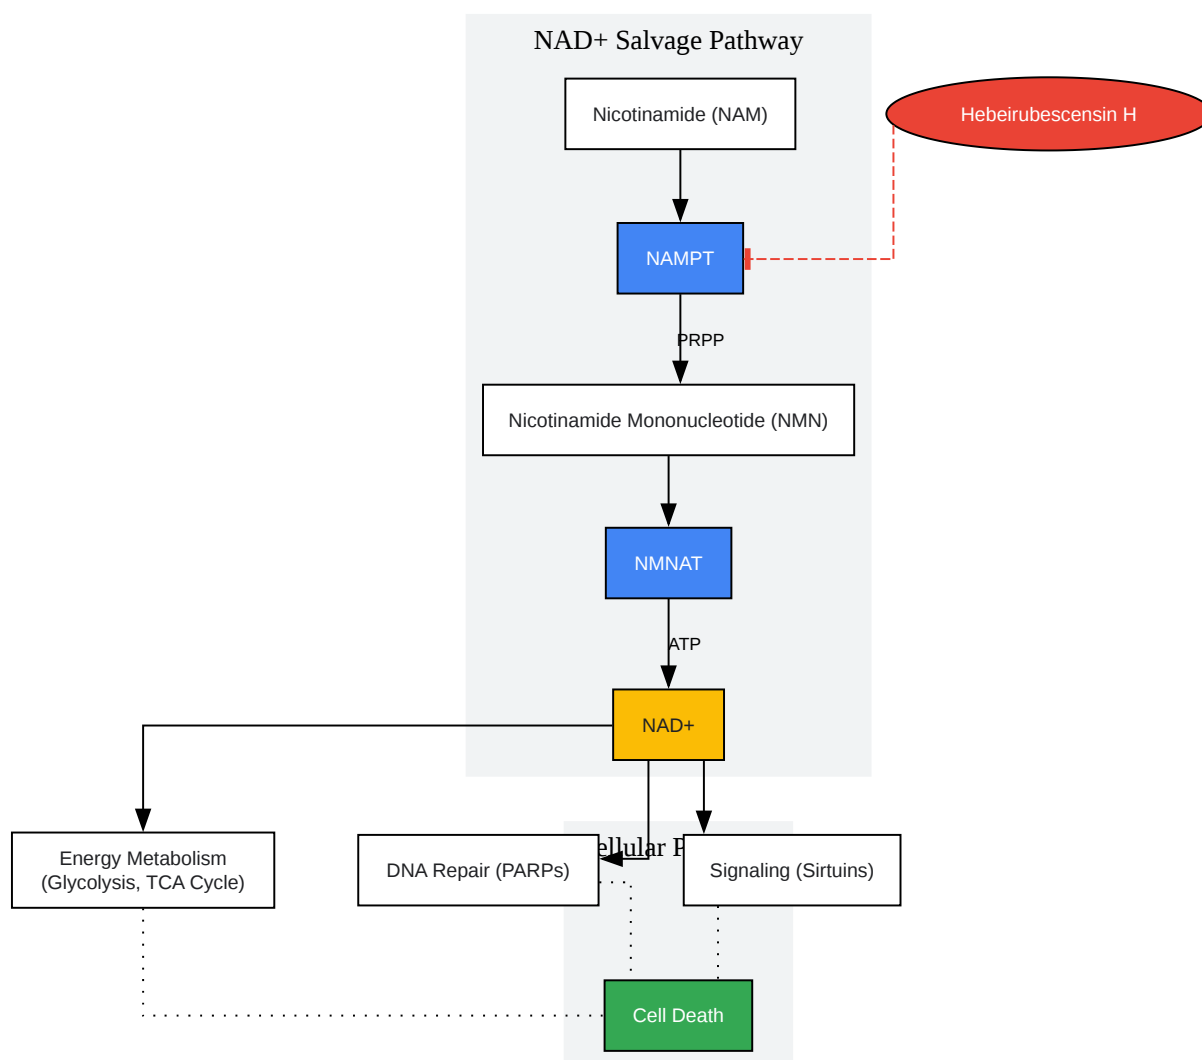 NAD+ Salvage Pathway
Nicotinamide (NAM)
Hebeirubescensin H
NAMPT
PRPP
Nicotinamide Mononucleotide (NMN)
NMNAT
ATP
NAD+
Energy Metabolism
(Glycolysis, TCA Cycle)
DNA Repair (PARPs)
Signaling (Sirtuins)
Cell Death